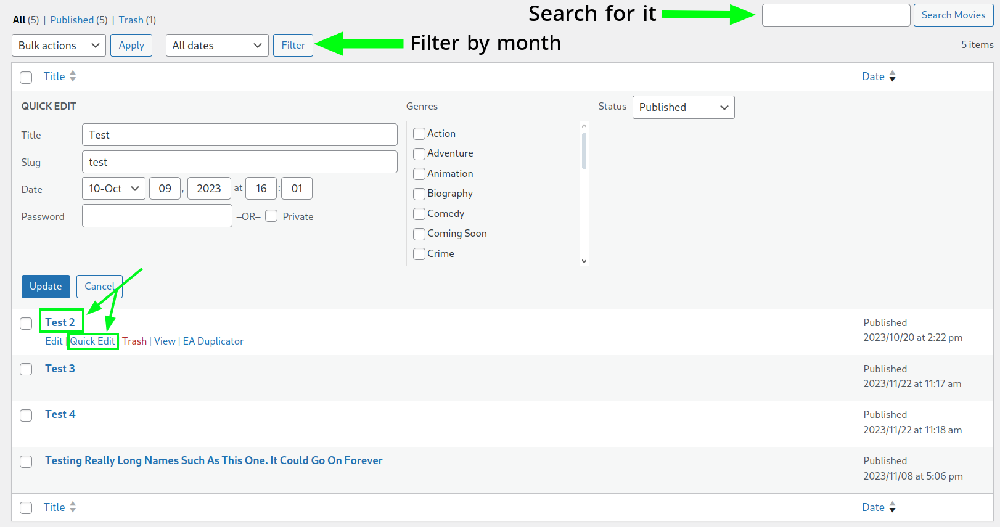 Search for it
Search Movies
All (5) | Published (5) | Trash (1)
Bulk actions Apply All dates Filter Filter by month 5 items
Title Date
QUICK EDIT Genres Status Published
Title Test
Slug test
Date 10-Oct 09 , 2023 at 16 : 01
Password –OR– Private
Action
Adventure
Animation
Biography
Comedy
Coming Soon
Crime
Update Cancel
Test 2
Edit | Quick Edit Trash | View | EA Duplicator
Published
2023/10/20 at 2:22 pm
Test 3
Published
2023/11/22 at 11:17 am
Test 4
Published
2023/11/22 at 11:18 am
Testing Really Long Names Such As This One. It Could Go On Forever
Published
2023/11/08 at 5:06 pm
Title Date